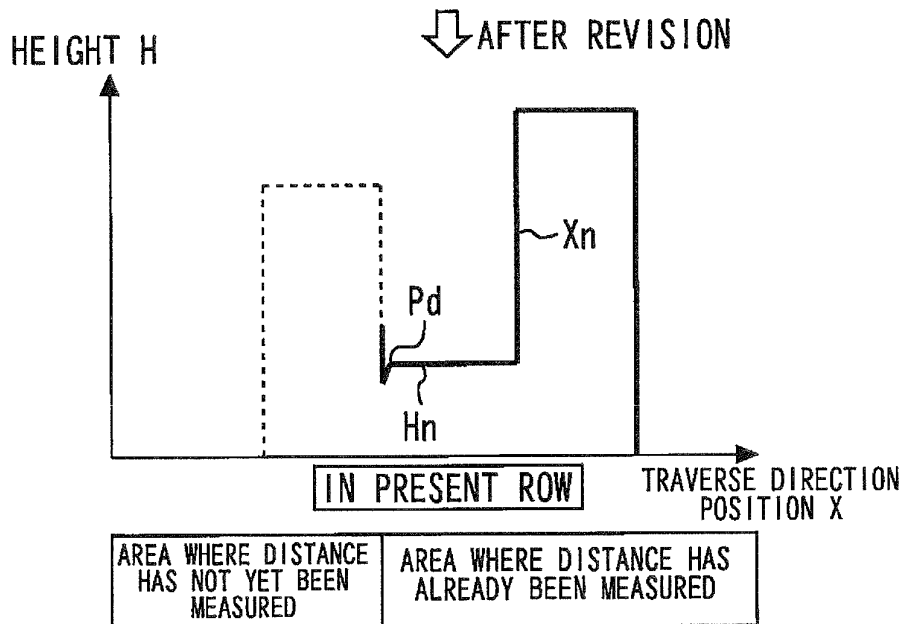 AFTER REVISION
HEIGHT H
Xn
Pd
Hn
IN PRESENT ROW
TRAVERSE DIRECTION
POSITION X
AREA WHERE DISTANCE
HAS NOT YET BEEN
MEASURED
AREA WHERE DISTANCE HAS
ALREADY BEEN MEASURED